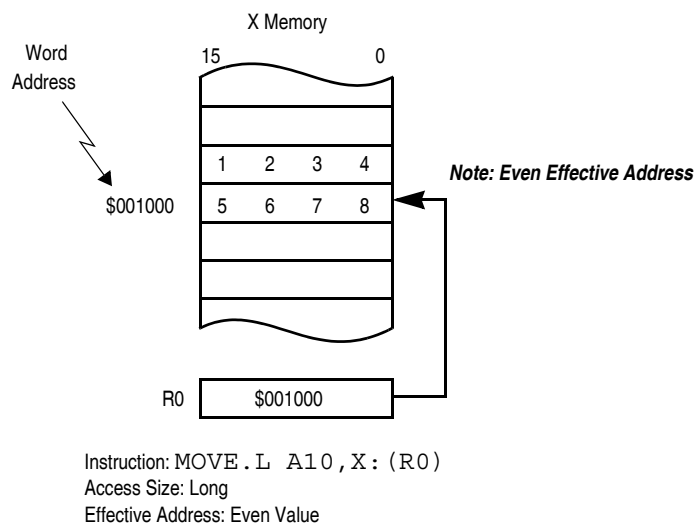 X Memory
15 0
Word
Address
1 2 3 4
Note: Even Effective Address
$001000 5 6 7 8
R0 $001000
Instruction: MOVE.L A10,X:(R0)
Access Size: Long
Effective Address: Even Value